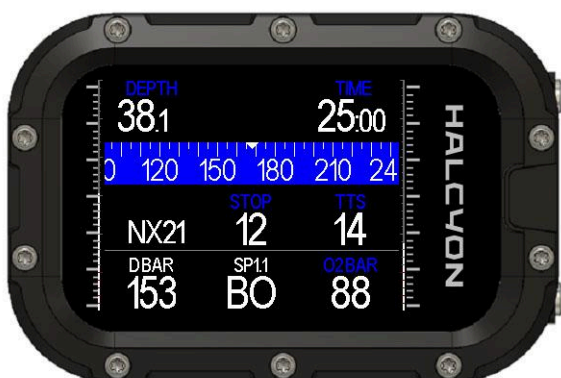 DEPTH TIME
38.1 25:00
0 120 150 180 210 24
STOP TTS
NX21 12 14
DBAR SP1.1 O2BAR
153 BO 88
HALCYON